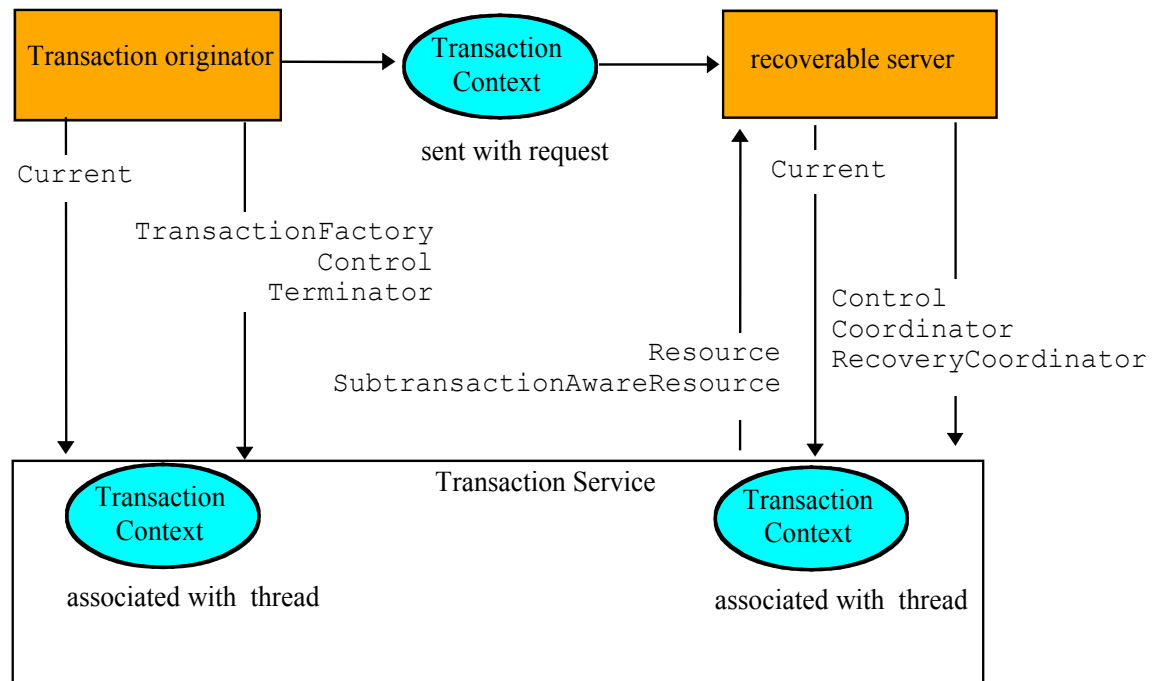 Transaction originator
Transaction
Context
recoverable server
sent with request
Current
TransactionFactory
Control
Terminator
Current
Resource
SubtransactionAwareResource
Control
Coordinator
RecoveryCoordinator
Transaction Service
Transaction
Context
associated with thread
Transaction
Context
associated with thread